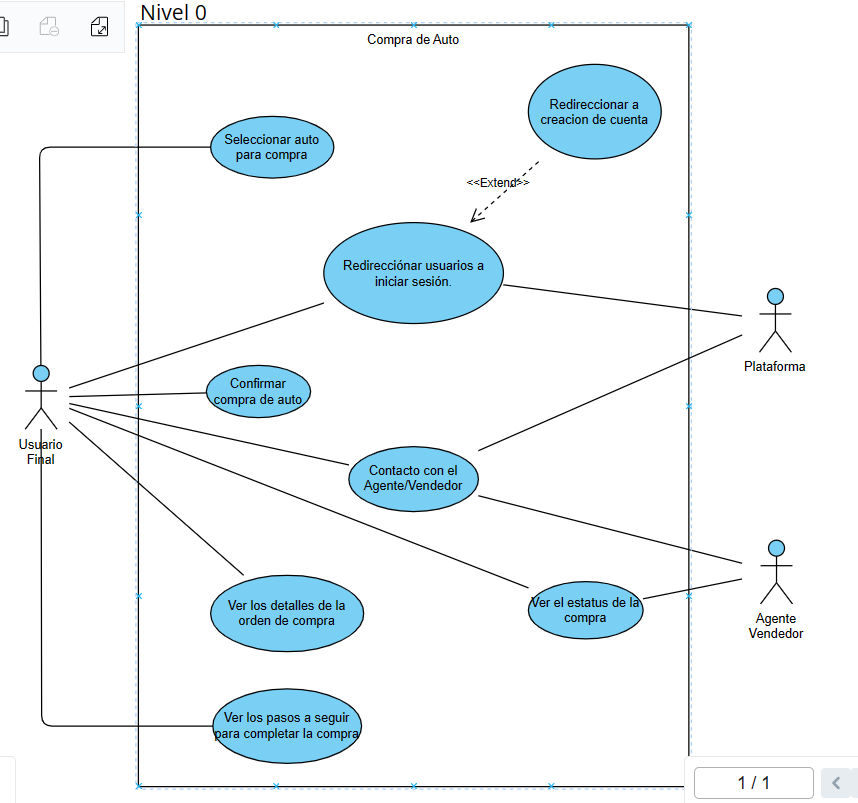 Nivel 0
Compra de Auto
Redireccionar a
creacion de cuenta
Seleccionar auto
para compra
<<Extend>>
Redirecciónar usuarios a
iniciar sesión.
Plataforma
Confirmar
compra de auto
Usuario
Final
Contacto con el
Agente/Vendedor
Ver los detalles de la
orden de compra
Ver el estatus de la
compra
Agente
Vendedor
Ver los pasos a seguir
para completar la compra
1 / 1